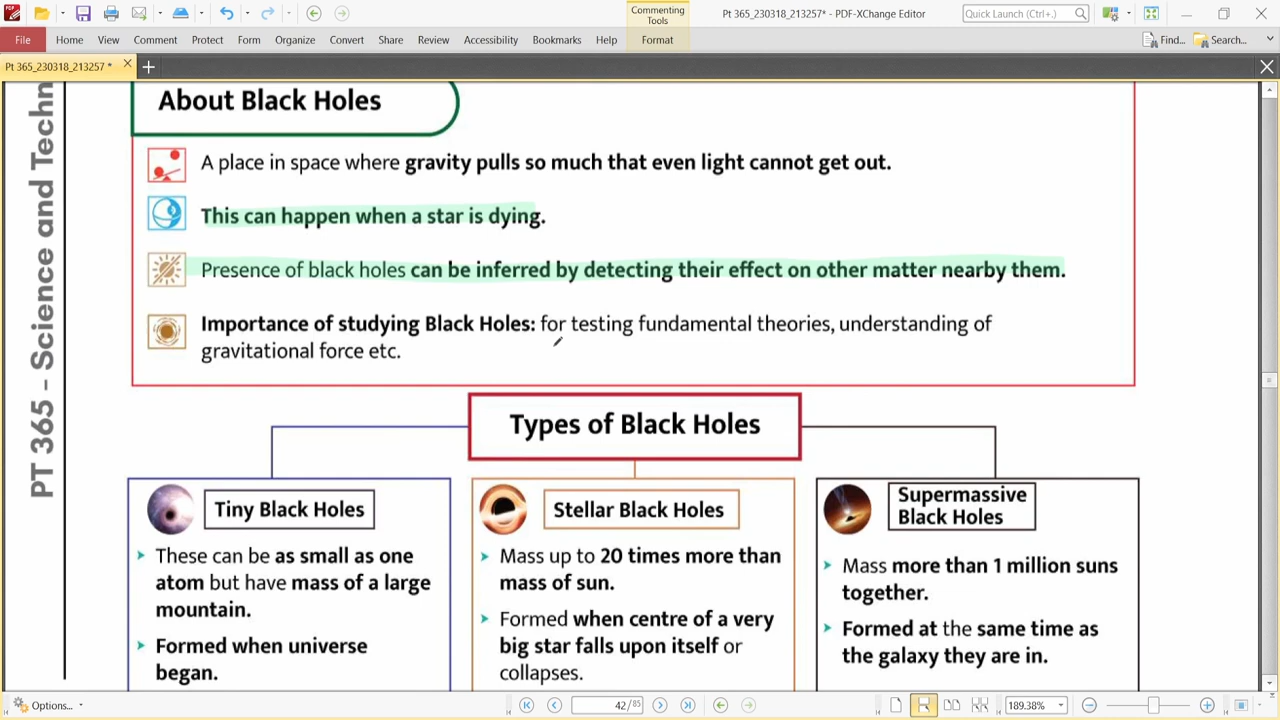 Commenting Tools
Pt 365_230318_213257* - PDF-XChange Editor
Quick Launch (Ctrl+.)
File Home View Comment Protect Form Organize Convert Share Review Accessibility Bookmarks Help Format
Find... Search...
Pt 365_230318_213257 *
PT 365 - Science and Techn
About Black Holes
A place in space where gravity pulls so much that even light cannot get out.
This can happen when a star is dying.
Presence of black holes can be inferred by detecting their effect on other matter nearby them.
Importance of studying Black Holes: for testing fundamental theories, understanding of
gravitational force etc.
Types of Black Holes
Tiny Black Holes
These can be as small as one
atom but have mass of a large
mountain.
Formed when universe
began.
Stellar Black Holes
Mass up to 20 times more than
mass of sun.
Formed when centre of a very
big star falls upon itself or
collapses.
Supermassive
Black Holes
Mass more than 1 million suns
together.
Formed at the same time as
the galaxy they are in.
Options...
42 / 85
189.38%